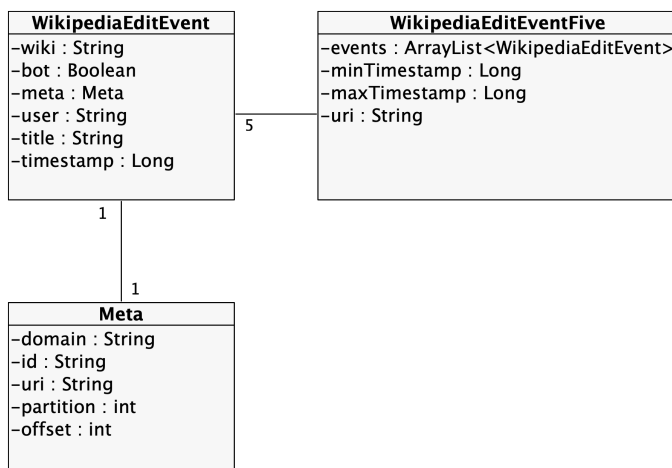 WikipediaEditEvent
-wiki : String
-bot : Boolean
-meta : Meta
-user : String
-title : String
-timestamp : Long
WikipediaEditEventFive
-events : ArrayList<WikipediaEditEvent>
-minTimestamp : Long
-maxTimestamp : Long
-uri : String
5
1
1
Meta
-domain : String
-id : String
-uri : String
-partition : int
-offset : int